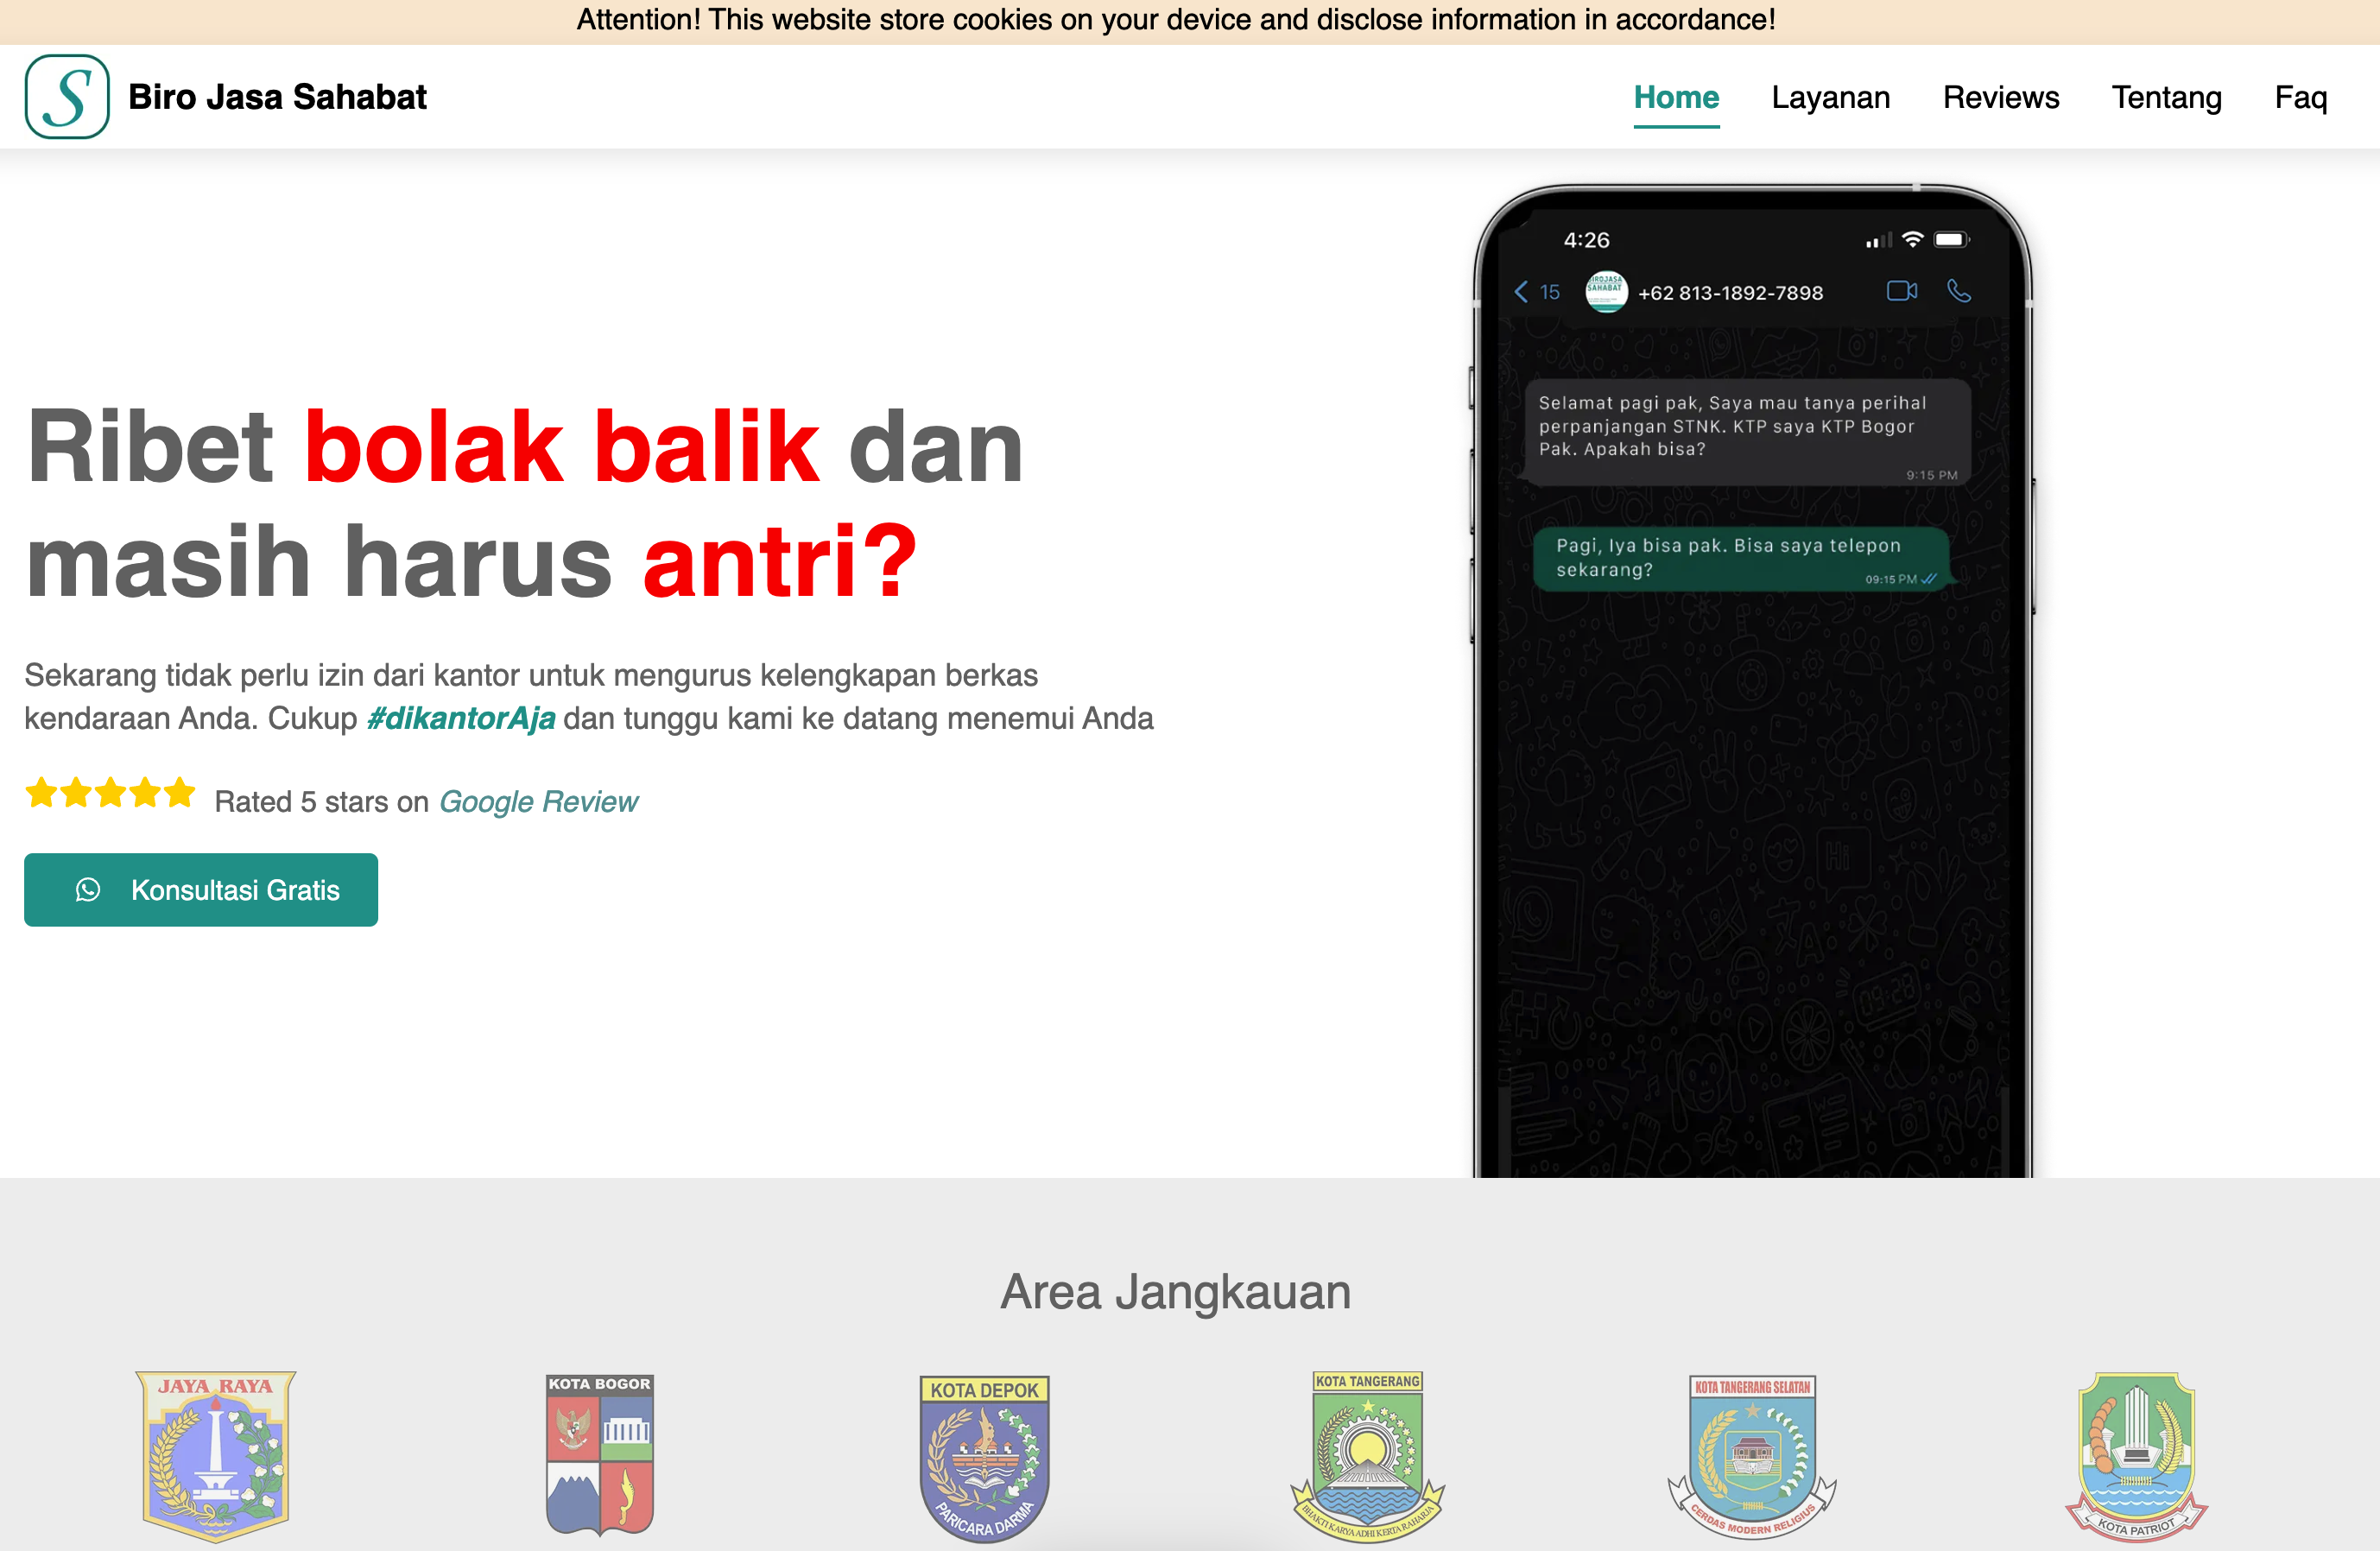 Attention! This website store cookies on your device and disclose information in accordance!
S
Biro Jasa Sahabat
Home
Layanan
Reviews
Tentang
Faq
Ribet bolak balik dan
masih harus antri?
Sekarang tidak perlu izin dari kantor untuk mengurus kelengkapan berkas
kendaraan Anda. Cukup #dikantorAja dan tunggu kami ke datang menemui Anda
Rated 5 stars on Google Review
Konsultasi Gratis
4:26
15
BIROJASA
SAHABAT
+62 813-1892-7898
Selamat pagi pak, Saya mau tanya perihal
perpanjangan STNK. KTP saya KTP Bogor
Pak. Apakah bisa?
9:15 PM
Pagi, Iya bisa pak. Bisa saya telepon
sekarang?
09:15 PM
Hi
09:28
Area Jangkauan
JAYA RAYA
KOTA BOGOR
KOTA DEPOK
PARICARA DARMA
KOTA TANGERANG
BHAKTI KARYA ADHI KERTA RAHARJA
KOTA TANGERANG SELATAN
CERDAS MODERN RELIGIUS
KOTA PATRIOT